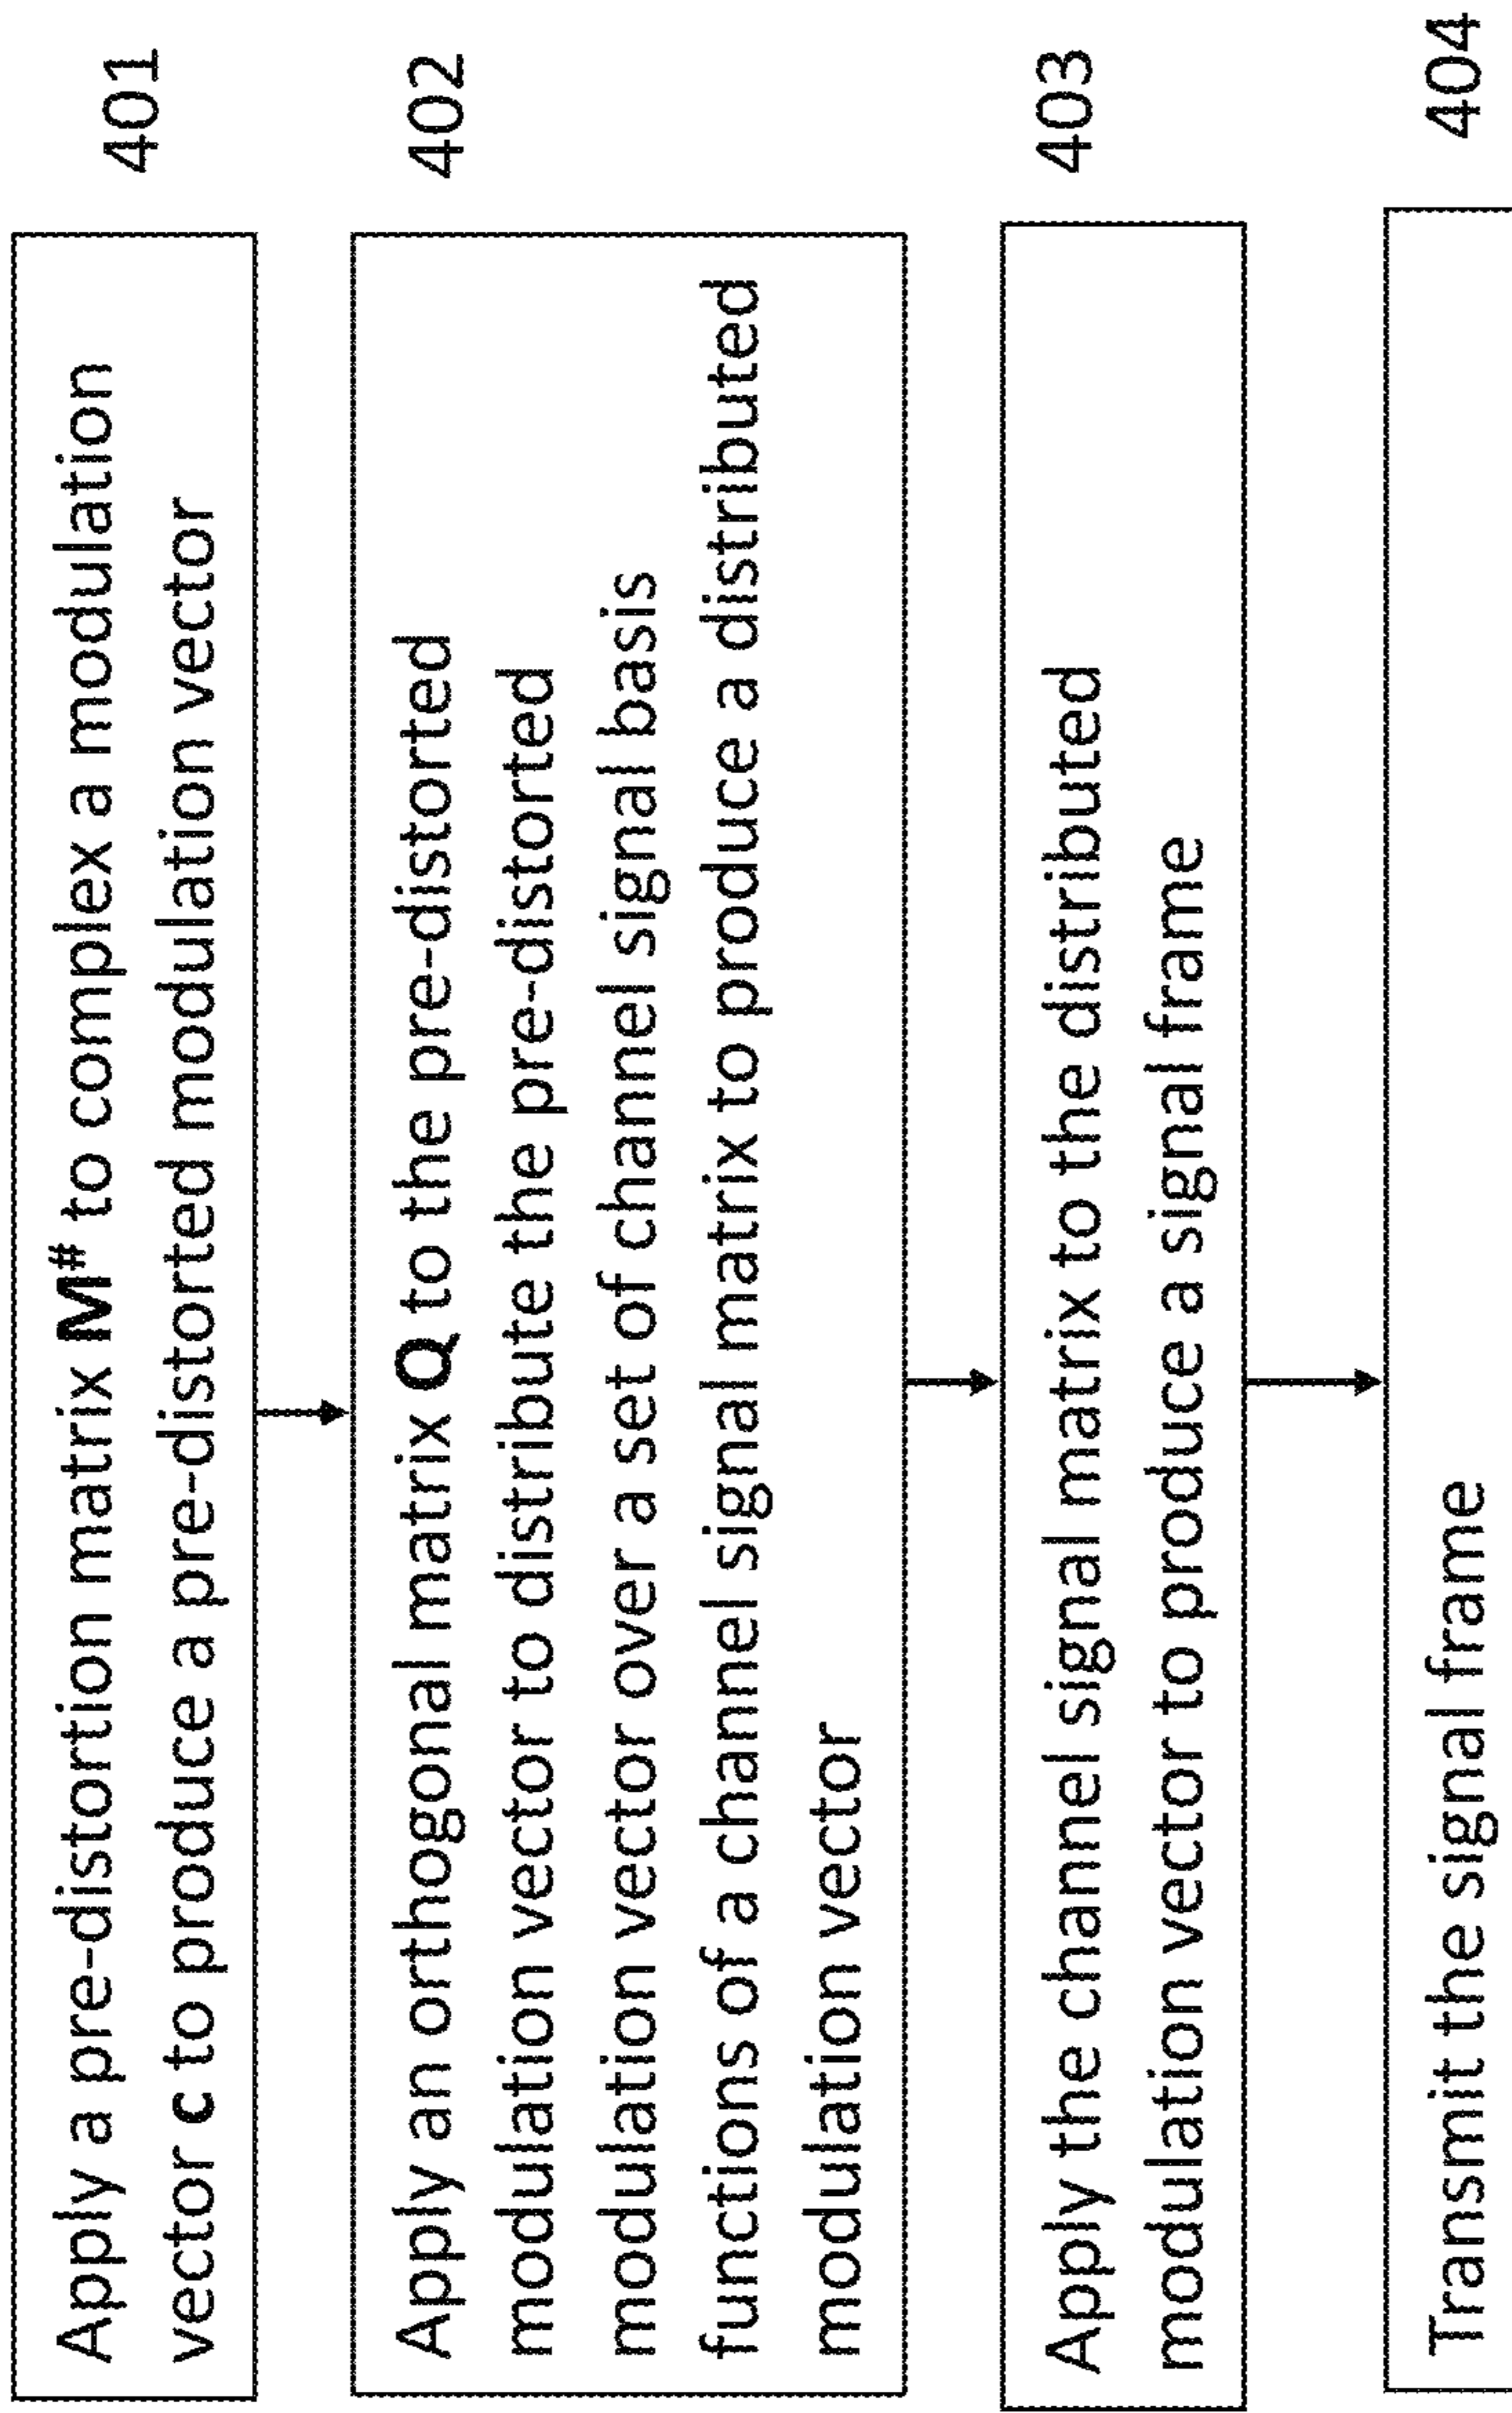 Apply a pre-distortion matrix M# to complex a modulation
vector c to produce a pre-distorted modulation vector
401
Apply an orthogonal matrix Q to the pre-distorted
modulation vector to distribute the pre-distorted
modulation vector over a set of channel signal basis
functions of a channel signal matrix to produce a distributed
modulation vector
402
Apply the channel signal matrix to the distributed
modulation vector to produce a signal frame
403
Transmit the signal frame
404